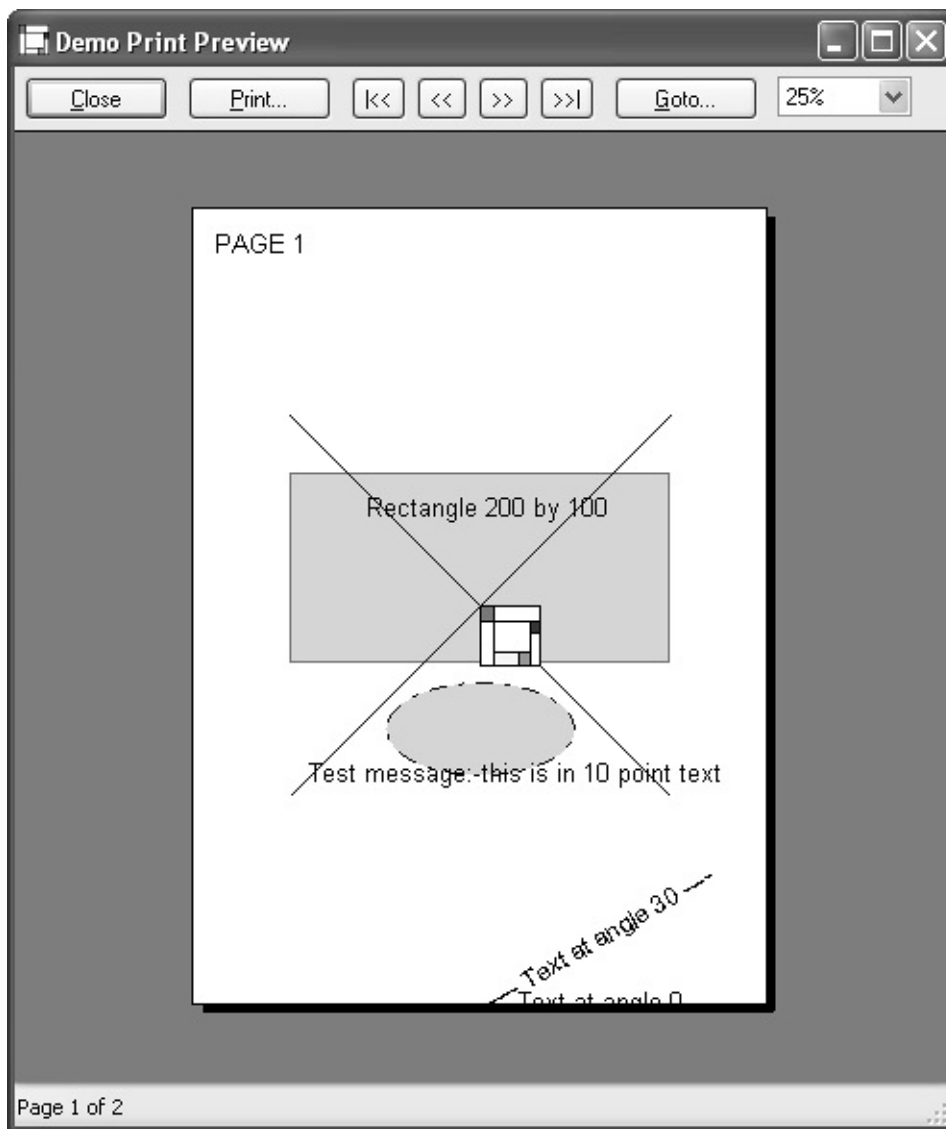 Demo Print Preview
Close Print... |<< << >> >>| Goto... 25%
PAGE 1
Rectangle 200 by 100
Test message:-this is in 10 point text
Text at angle 30
Text at angle 0
Page 1 of 2